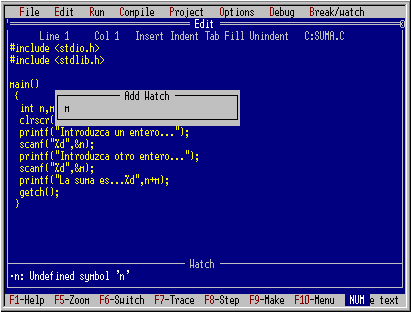 File Edit Run Compile Project Options Debug Break/watch
Edit
Line 1 Col 1 Insert Indent Tab Fill Unindent C:SUMA.C
#include <stdio.h>
#include <stdlib.h>
main()
{
int n,m
Add Watch
clrscr(
m
printf("Introduzca un entero...");
scanf("%d",&n);
printf("Introduzca otro entero...");
scanf("%d",&m);
printf("La suma es...%d",n+m);
getch();
}
Watch
·n: Undefined symbol 'n'
F1-Help F5-Zoom F6-Switch F7-Trace F8-Step F9-Make F10-Menu NUM e text